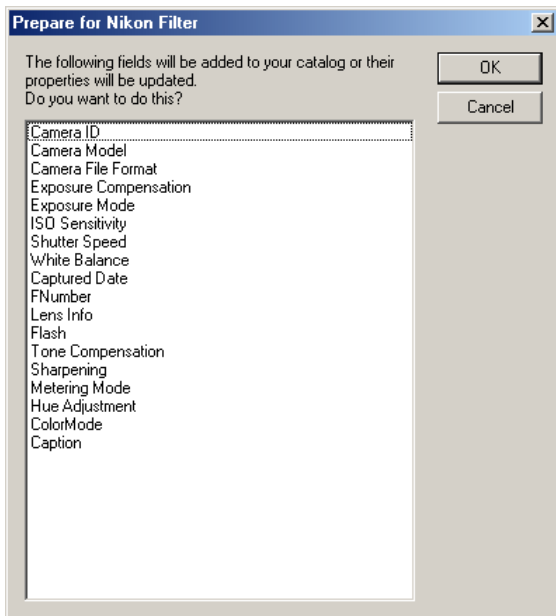 Prepare for Nikon Filter
The following fields will be added to your catalog or their
properties will be updated.
Do you want to do this?
OK
Cancel
Camera ID
Camera Model
Camera File Format
Exposure Compensation
Exposure Mode
ISO Sensitivity
Shutter Speed
White Balance
Captured Date
FNumber
Lens Info
Flash
Tone Compensation
Sharpening
Metering Mode
Hue Adjustment
ColorMode
Caption